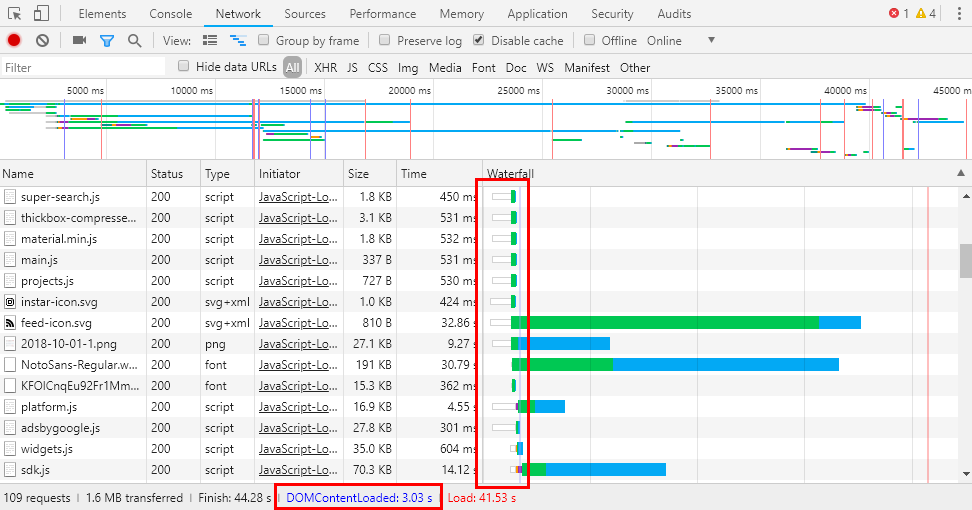 Elements Console Network Sources Performance Memory Application Security Audits 1 4
View: Group by frame Preserve log Disable cache Offline Online
Filter Hide data URLs All XHR JS CSS Img Media Font Doc WS Manifest Other
5000 ms 10000 ms 15000 ms 20000 ms 25000 ms 30000 ms 35000 ms 40000 ms 45000 ms
Name Status Type Initiator Size Time Waterfall
super-search.js 200 script JavaScript-Lo... 1.8 KB 450 ms
thickbox-compresse... 200 script JavaScript-Lo... 3.1 KB 531 ms
material.min.js 200 script JavaScript-Lo... 1.8 KB 532 ms
main.js 200 script JavaScript-Lo... 337 B 531 ms
projects.js 200 script JavaScript-Lo... 727 B 530 ms
instar-icon.svg 200 svg+xml JavaScript-Lo... 1.0 KB 424 ms
feed-icon.svg 200 svg+xml JavaScript-Lo... 810 B 32.86 s
2018-10-01-1.png 200 png JavaScript-Lo... 27.1 KB 9.27 s
NotoSans-Regular.w... 200 font JavaScript-Lo... 191 KB 30.79 s
KFOlCnqEu92Fr1Mm... 200 font JavaScript-Lo... 15.3 KB 362 ms
platform.js 200 script JavaScript-Lo... 16.9 KB 4.55 s
adsbygoogle.js 200 script JavaScript-Lo... 27.8 KB 301 ms
widgets.js 200 script JavaScript-Lo... 35.0 KB 604 ms
sdk.js 200 script JavaScript-Lo... 70.3 KB 14.12 s
109 requests | 1.6 MB transferred | Finish: 44.28 s | DOMContentLoaded: 3.03 s | Load: 41.53 s